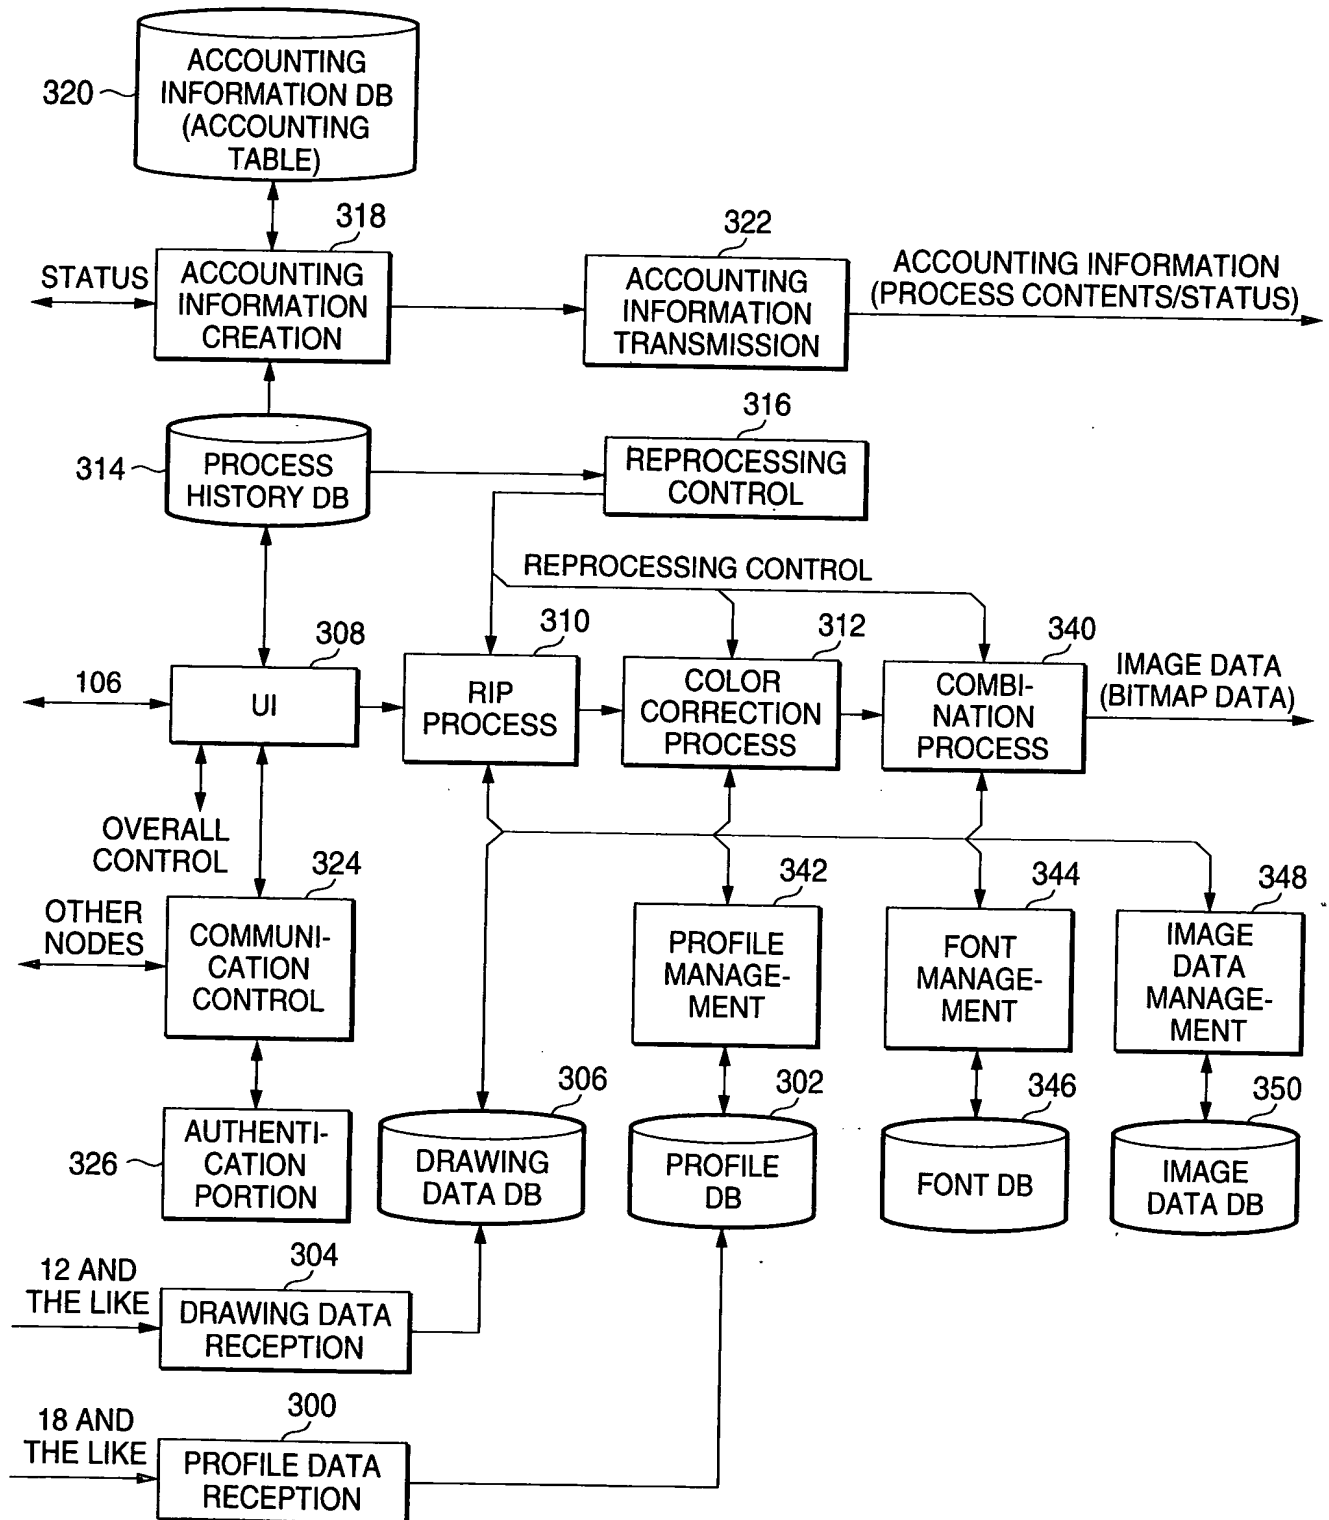 ACCOUNTING
INFORMATION DB
(ACCOUNTING
TABLE)
320
318
322
STATUS
ACCOUNTING
INFORMATION
CREATION
ACCOUNTING
INFORMATION
TRANSMISSION
ACCOUNTING INFORMATION
(PROCESS CONTENTS/STATUS)
316
314
PROCESS
HISTORY DB
REPROCESSING
CONTROL
REPROCESSING CONTROL
308
310
312
340
106
UI
RIP
PROCESS
COLOR
CORRECTION
PROCESS
COMBI-
NATION
PROCESS
IMAGE DATA
(BITMAP DATA)
OVERALL
CONTROL
324
342
344
348
OTHER
NODES
COMMUNI-
CATION
CONTROL
PROFILE
MANAGE-
MENT
FONT
MANAGE-
MENT
IMAGE
DATA
MANAGE-
MENT
306
302
346
350
326
AUTHENTI-
CATION
PORTION
DRAWING
DATA DB
PROFILE
DB
FONT DB
IMAGE
DATA DB
12 AND
THE LIKE
304
DRAWING DATA
RECEPTION
18 AND
THE LIKE
300
PROFILE DATA
RECEPTION